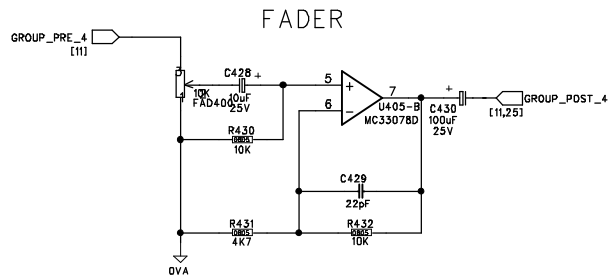 FADER
GROUP_PRE_4
[11]
C428
+
10uF
25V
10K
FAD400
5
+
6
−
7
U405-B
MC33078D
+
C430
100uF
25V
GROUP_POST_4
[11,25]
R430
0805
10K
C429
22pF
R431
0805
4K7
R432
0805
10K
0VA